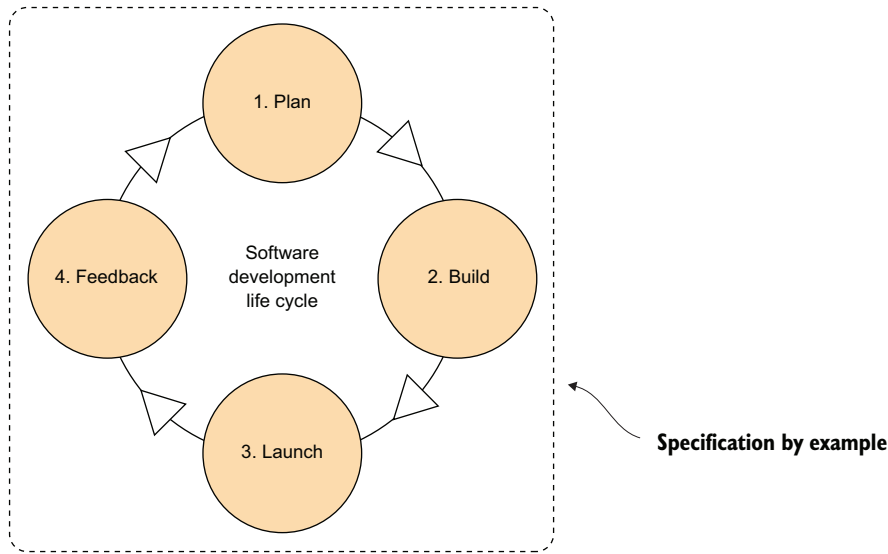 1. Plan
4. Feedback
Software
development
life cycle
2. Build
3. Launch
Specification by example